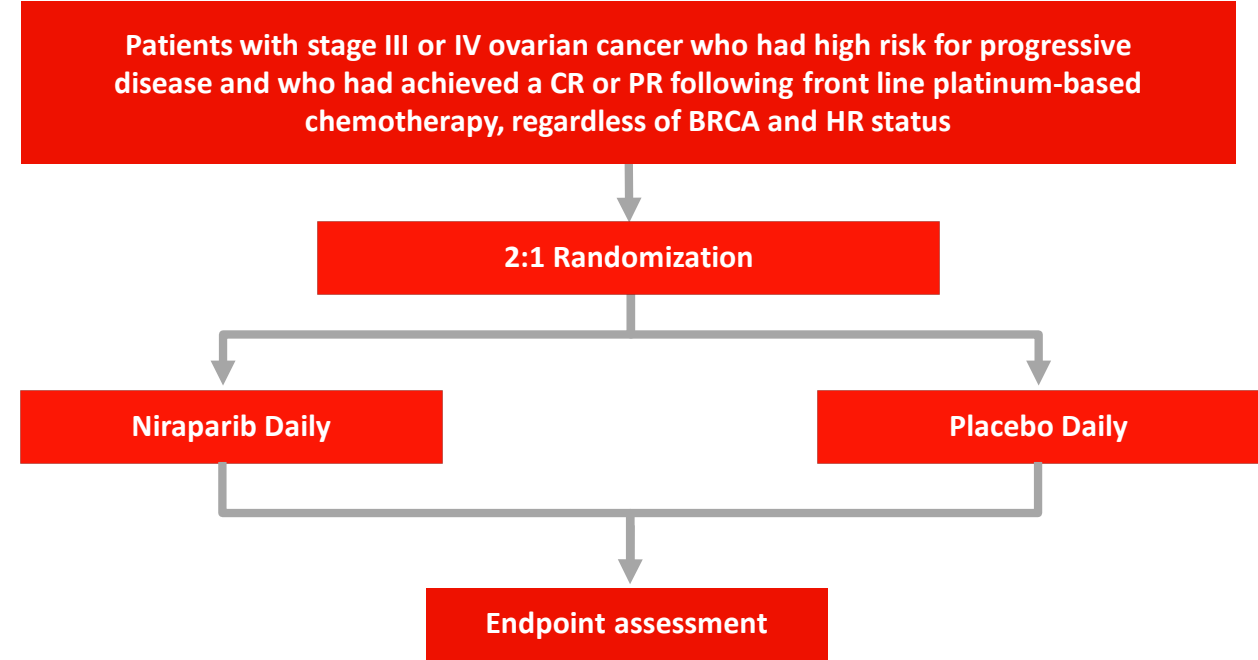 Patients with stage III or IV ovarian cancer who had high risk for progressive
disease and who had achieved a CR or PR following front line platinum-based
chemotherapy, regardless of BRCA and HR status
2:1 Randomization
Niraparib Daily
Placebo Daily
Endpoint assessment